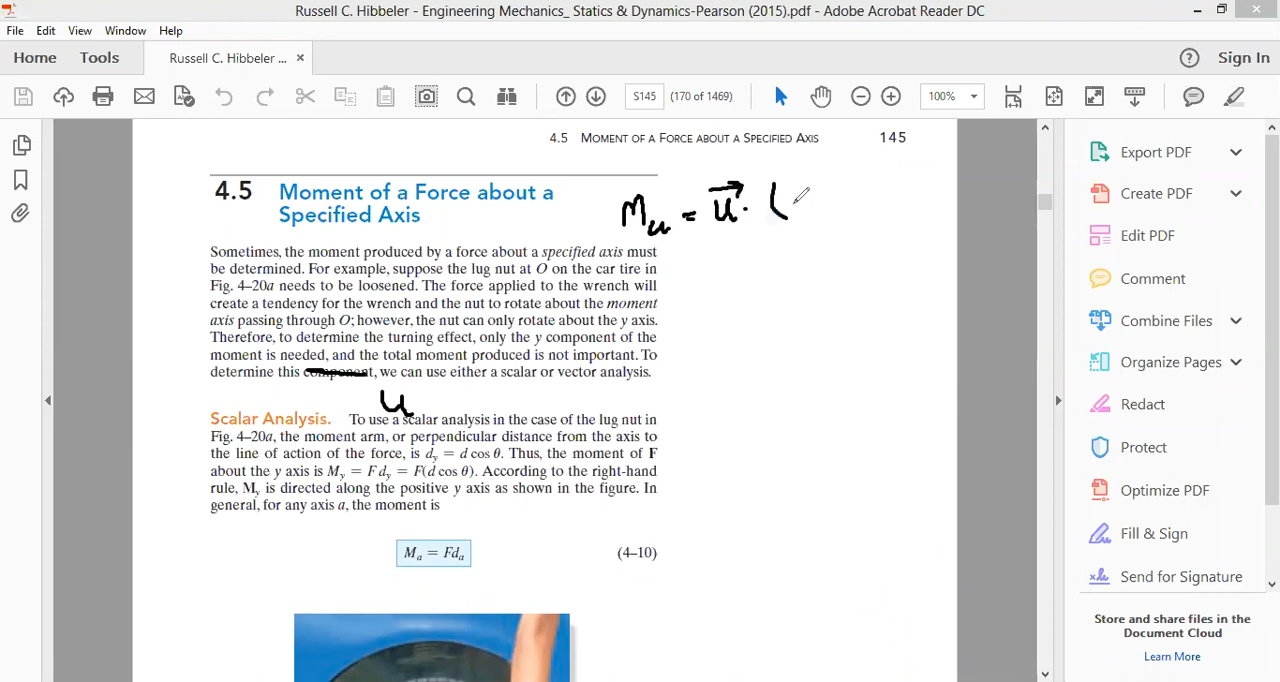 Russell C. Hibbeler - Engineering Mechanics_ Statics & Dynamics-Pearson (2015).pdf - Adobe Acrobat Reader DC
File Edit View Window Help
Home Tools Russell C. Hibbeler ... × ? Sign In
S145 (170 of 1469) 100%
4.5 MOMENT OF A FORCE ABOUT A SPECIFIED AXIS 145
4.5 Moment of a Force about a
Specified Axis
Mu = u · (
Sometimes, the moment produced by a force about a specified axis must
be determined. For example, suppose the lug nut at O on the car tire in
Fig. 4–20a needs to be loosened. The force applied to the wrench will
create a tendency for the wrench and the nut to rotate about the moment
axis passing through O; however, the nut can only rotate about the y axis.
Therefore, to determine the turning effect, only the y component of the
moment is needed, and the total moment produced is not important. To
determine this component, we can use either a scalar or vector analysis.
u
Scalar Analysis. To use a scalar analysis in the case of the lug nut in
Fig. 4–20a, the moment arm, or perpendicular distance from the axis to
the line of action of the force, is dy = d cos θ. Thus, the moment of F
about the y axis is My = F dy = F(d cos θ). According to the right-hand
rule, My is directed along the positive y axis as shown in the figure. In
general, for any axis a, the moment is
Ma = Fda (4–10)
Export PDF
Create PDF
Edit PDF
Comment
Combine Files
Organize Pages
Redact
Protect
Optimize PDF
Fill & Sign
Send for Signature
Store and share files in the
Document Cloud
Learn More